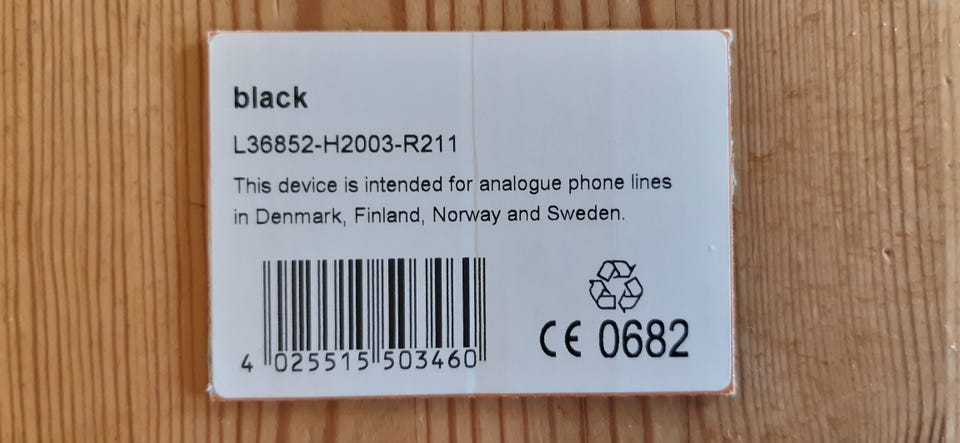 black
L36852-H2003-R211
This device is intended for analogue phone lines
in Denmark, Finland, Norway and Sweden.
4 025515 503460
CE 0682